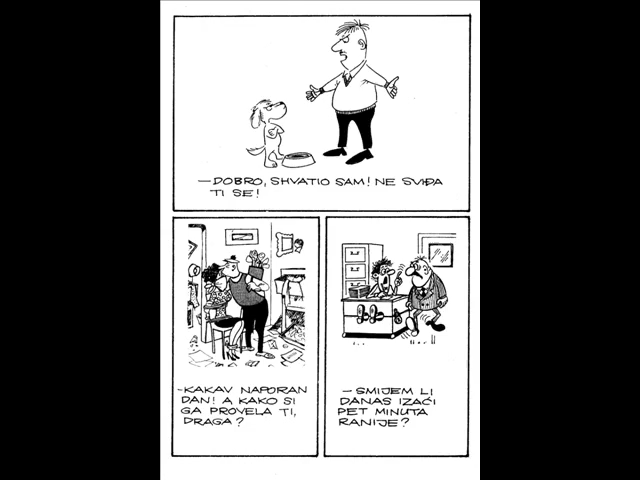 —DOBRO, SHVATIO SAM! NE SVIĐA
TI SE!
-KAKAV NAPORAN
DAN! A KAKO SI
GA PROVELA TI,
DRAGA?
—SMIJEM LI
DANAS IZAĆI
PET MINUTA
RANIJE?